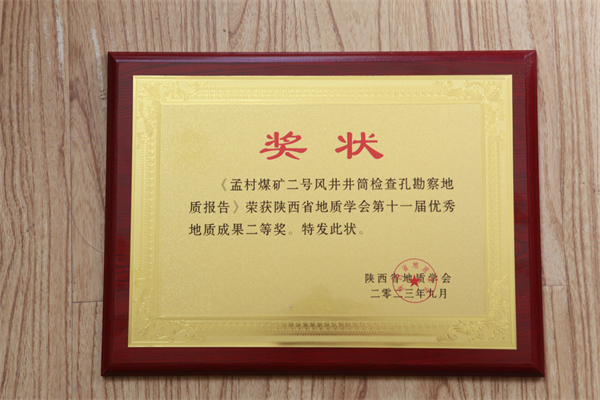 奖状
《孟村煤矿二号风井井筒检查孔勘察地
质报告》荣获陕西省地质学会第十一届优秀
地质成果二等奖。特发此状。
陕西省地质学会
二零二三年九月